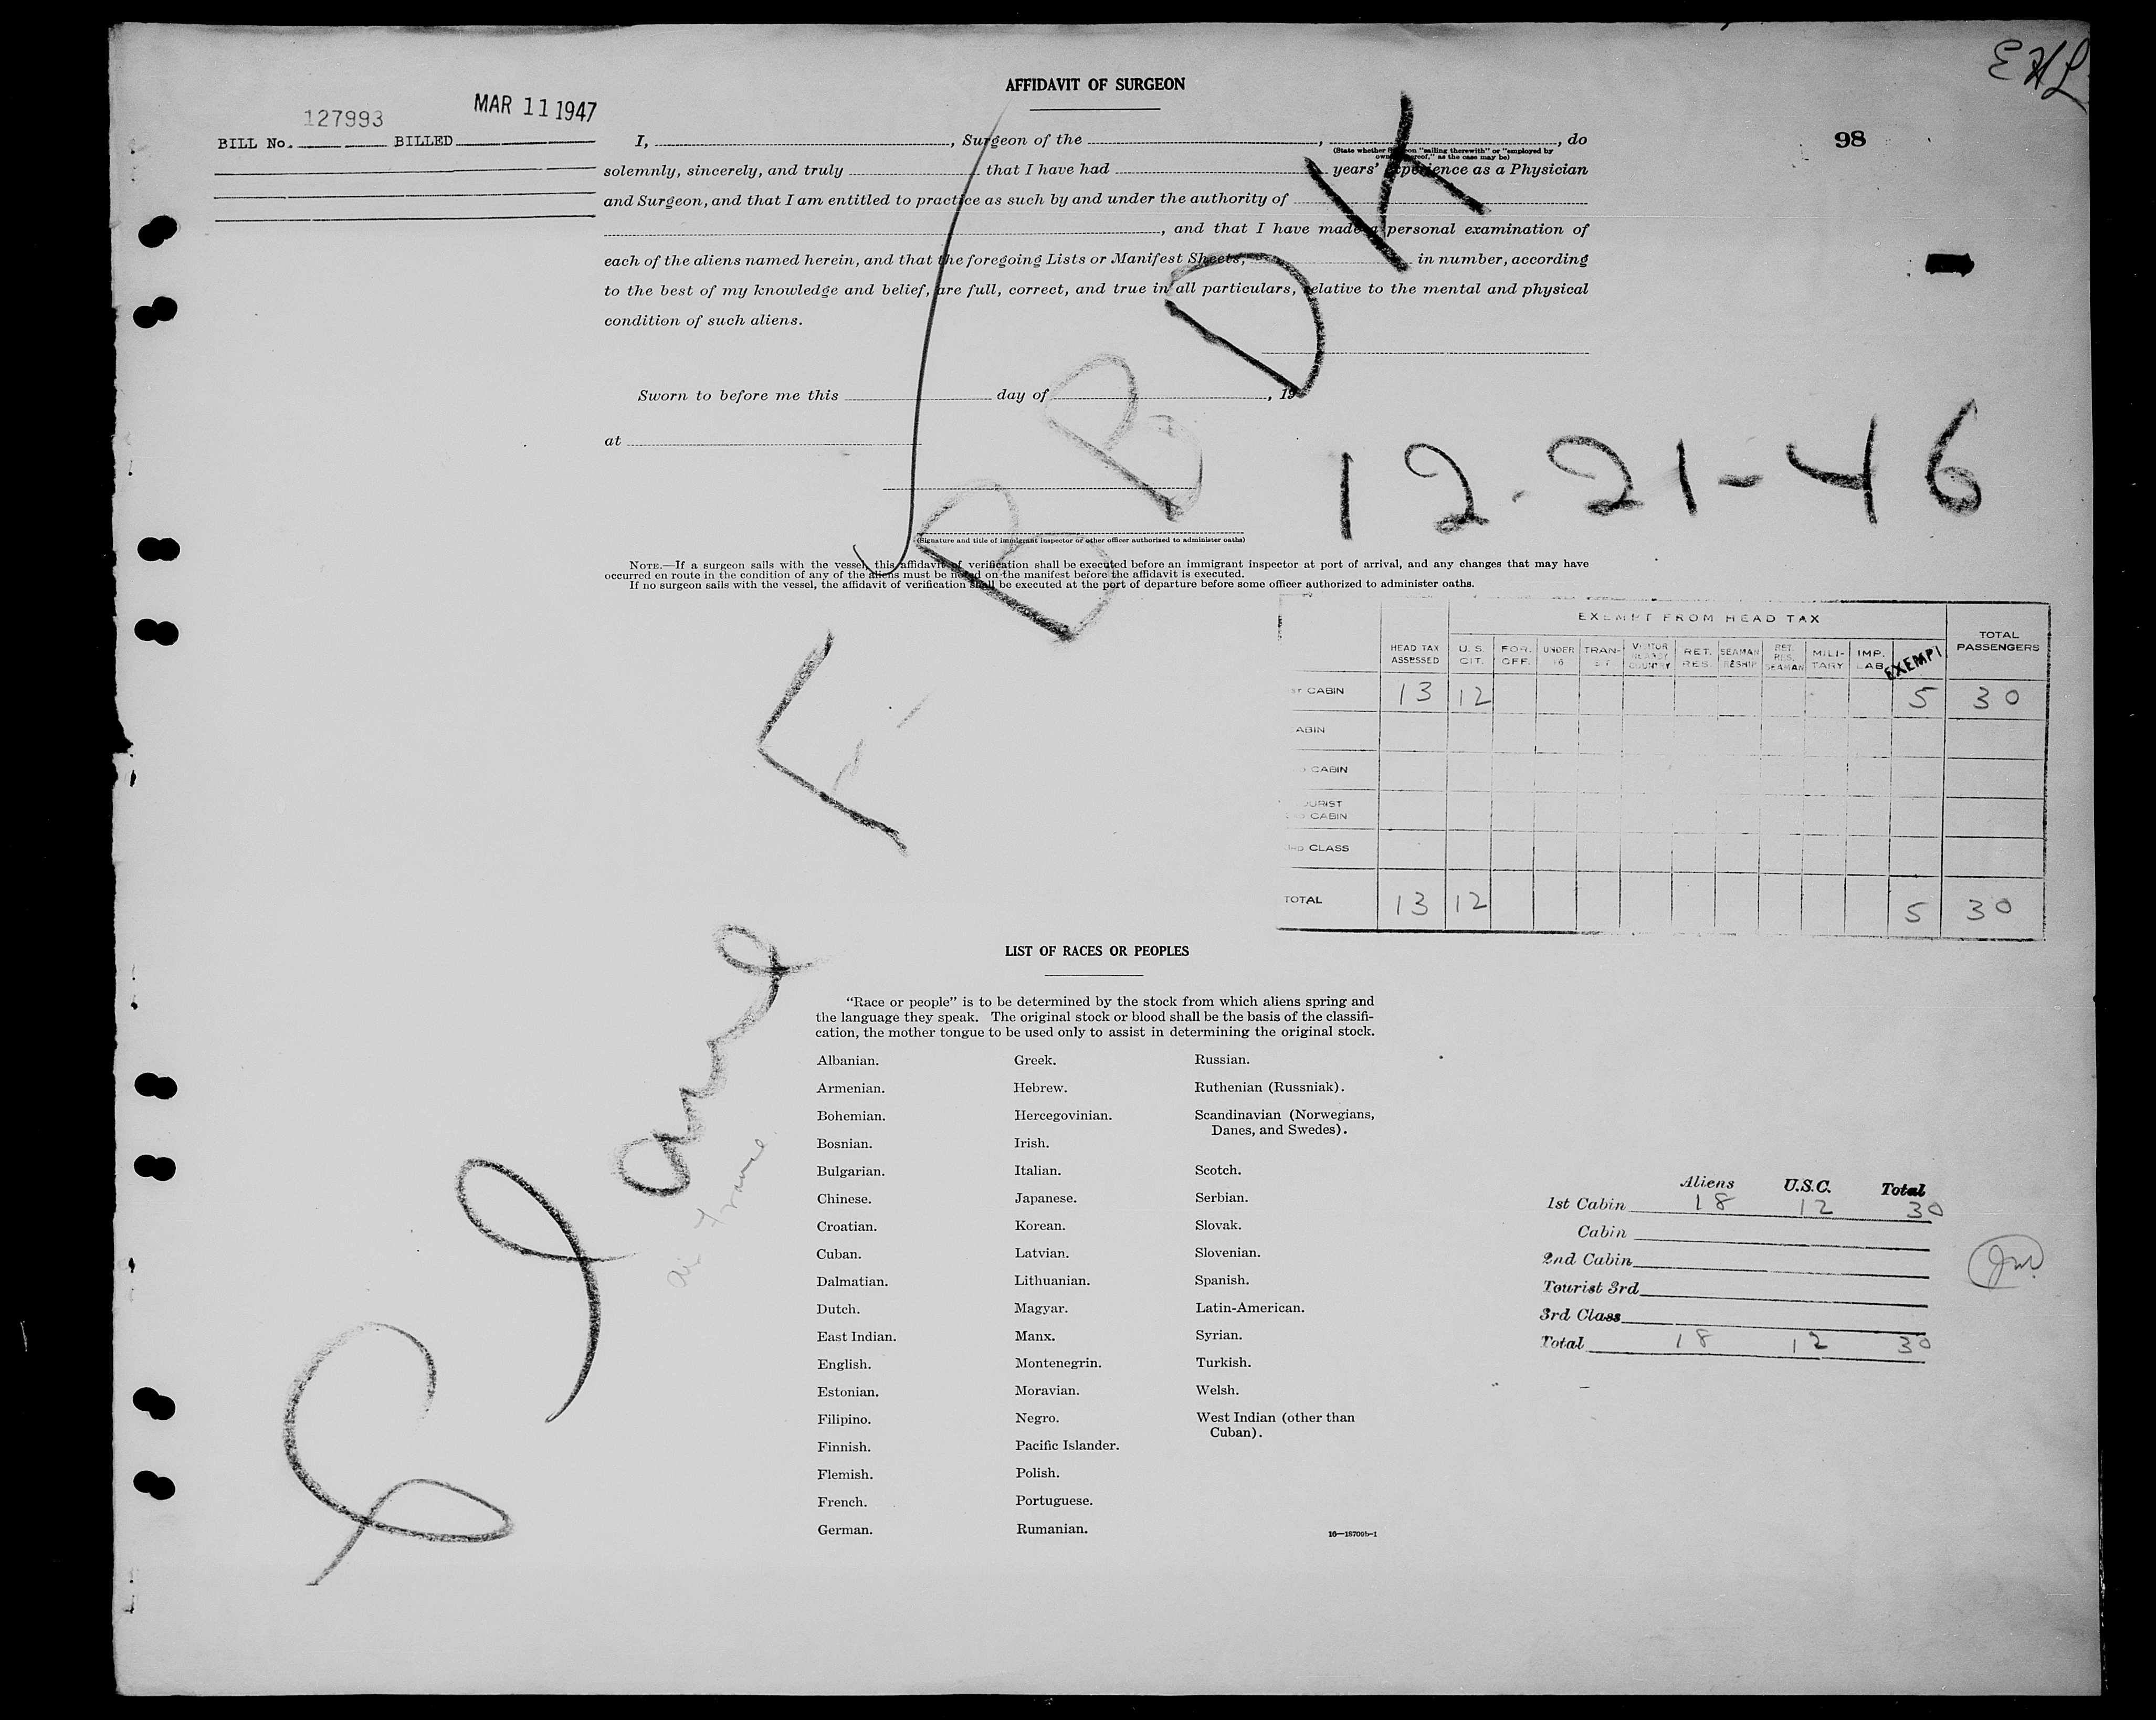 EHL
AFFIDAVIT OF SURGEON
127993 MAR 11 1947
BILL No. BILLED
98
I, , Surgeon of the , , do
(State whether Surgeon "sailing therewith" or "employed by
owners thereof," as the case may be)
solemnly, sincerely, and truly that I have had years' experience as a Physician
and Surgeon, and that I am entitled to practice as such by and under the authority of
, and that I have made a personal examination of
each of the aliens named herein, and that the foregoing Lists or Manifest Sheets, in number, according
to the best of my knowledge and belief, are full, correct, and true in all particulars, relative to the mental and physical
condition of such aliens.
Sworn to before me this day of , 19
at
12-21-46
(Signature and title of immigrant inspector or other officer authorized to administer oaths)
NOTE.—If a surgeon sails with the vessel, this affidavit of verification shall be executed before an immigrant inspector at port of arrival, and any changes that may have
occurred en route in the condition of any of the aliens must be noted on the manifest before the affidavit is executed.
If no surgeon sails with the vessel, the affidavit of verification shall be executed at the port of departure before some officer authorized to administer oaths.
Plane F-BBDK
Air France
EXEMPT FROM HEAD TAX
HEAD TAX ASSESSED U. S. CIT. FOR. OFF. UNDER 16 TRAN- RET. RES. SEAMAN RESHIP RET. RES. SEAMAN MILI- TARY IMP. LAB. EXEMPT TOTAL PASSENGERS
ST CABIN 13 12 5 30
ABIN
D CABIN
OURIST
CABIN
CLASS
TOTAL 13 12 5 30
LIST OF RACES OR PEOPLES
"Race or people" is to be determined by the stock from which aliens spring and
the language they speak. The original stock or blood shall be the basis of the classifi-
cation, the mother tongue to be used only to assist in determining the original stock.
Albanian. Greek. Russian.
Armenian. Hebrew. Ruthenian (Russniak).
Bohemian. Hercegovinian. Scandinavian (Norwegians,
Danes, and Swedes).
Bosnian. Irish.
Bulgarian. Italian. Scotch.
Chinese. Japanese. Serbian.
Croatian. Korean. Slovak.
Cuban. Latvian. Slovenian.
Dalmatian. Lithuanian. Spanish.
Dutch. Magyar. Latin-American.
East Indian. Manx. Syrian.
English. Montenegrin. Turkish.
Estonian. Moravian. Welsh.
Filipino. Negro. West Indian (other than
Cuban).
Finnish. Pacific Islander.
Flemish. Polish.
French. Portuguese.
German. Rumanian.
16—18709b-1
Aliens U.S.C. Total
1st Cabin 18 12 30
Cabin
2nd Cabin
Tourist 3rd
3rd Class
Total 18 12 30